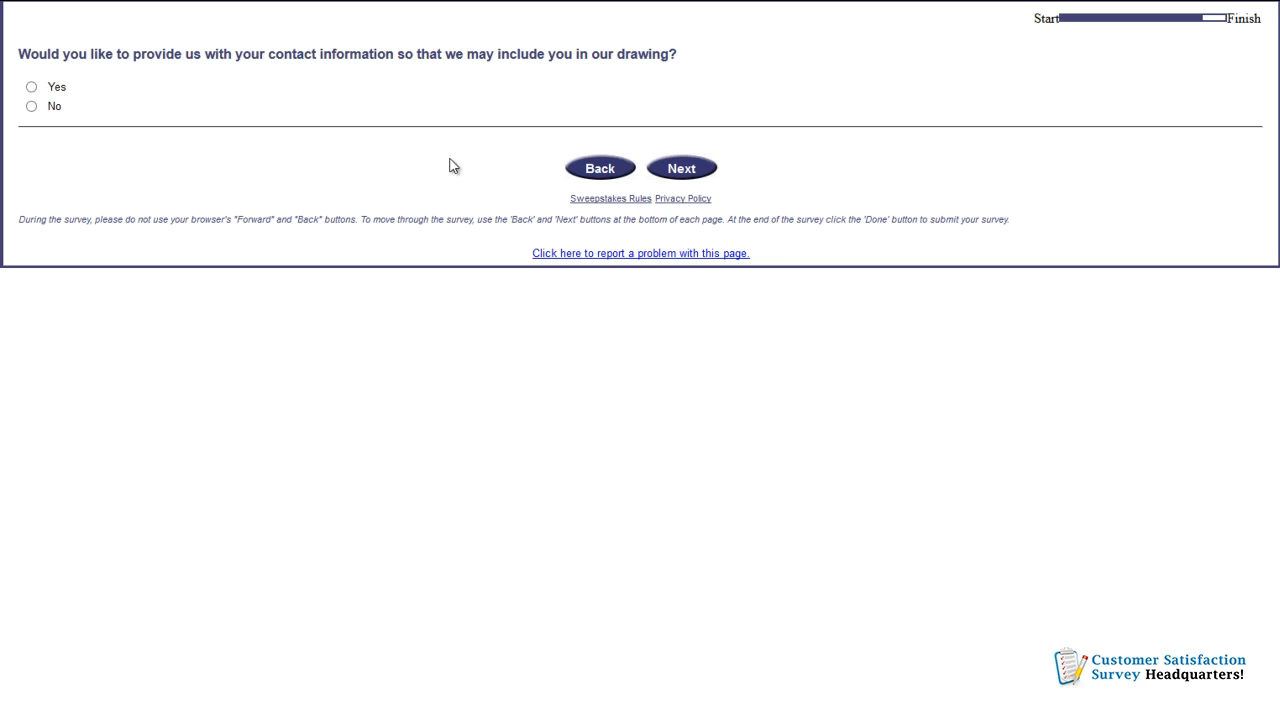 Start Finish
Would you like to provide us with your contact information so that we may include you in our drawing?
Yes
No
Back Next
Sweepstakes Rules Privacy Policy
During the survey, please do not use your browser's "Forward" and "Back" buttons. To move through the survey, use the 'Back' and 'Next' buttons at the bottom of each page. At the end of the survey click the 'Done' button to submit your survey.
Click here to report a problem with this page.
Customer Satisfaction
Survey Headquarters!